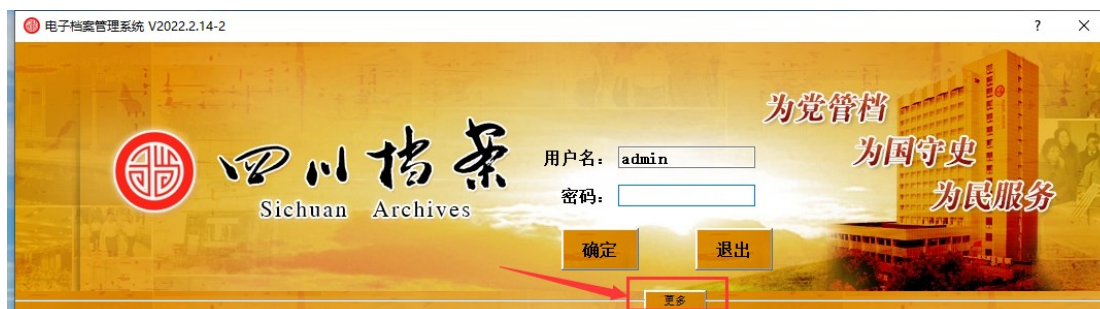 电子档案管理系统 V2022.2.14-2
?
四川档案
Sichuan Archives
为党管档
为国守史
为民服务
用户名：
admin
密码：
确定
退出
更多